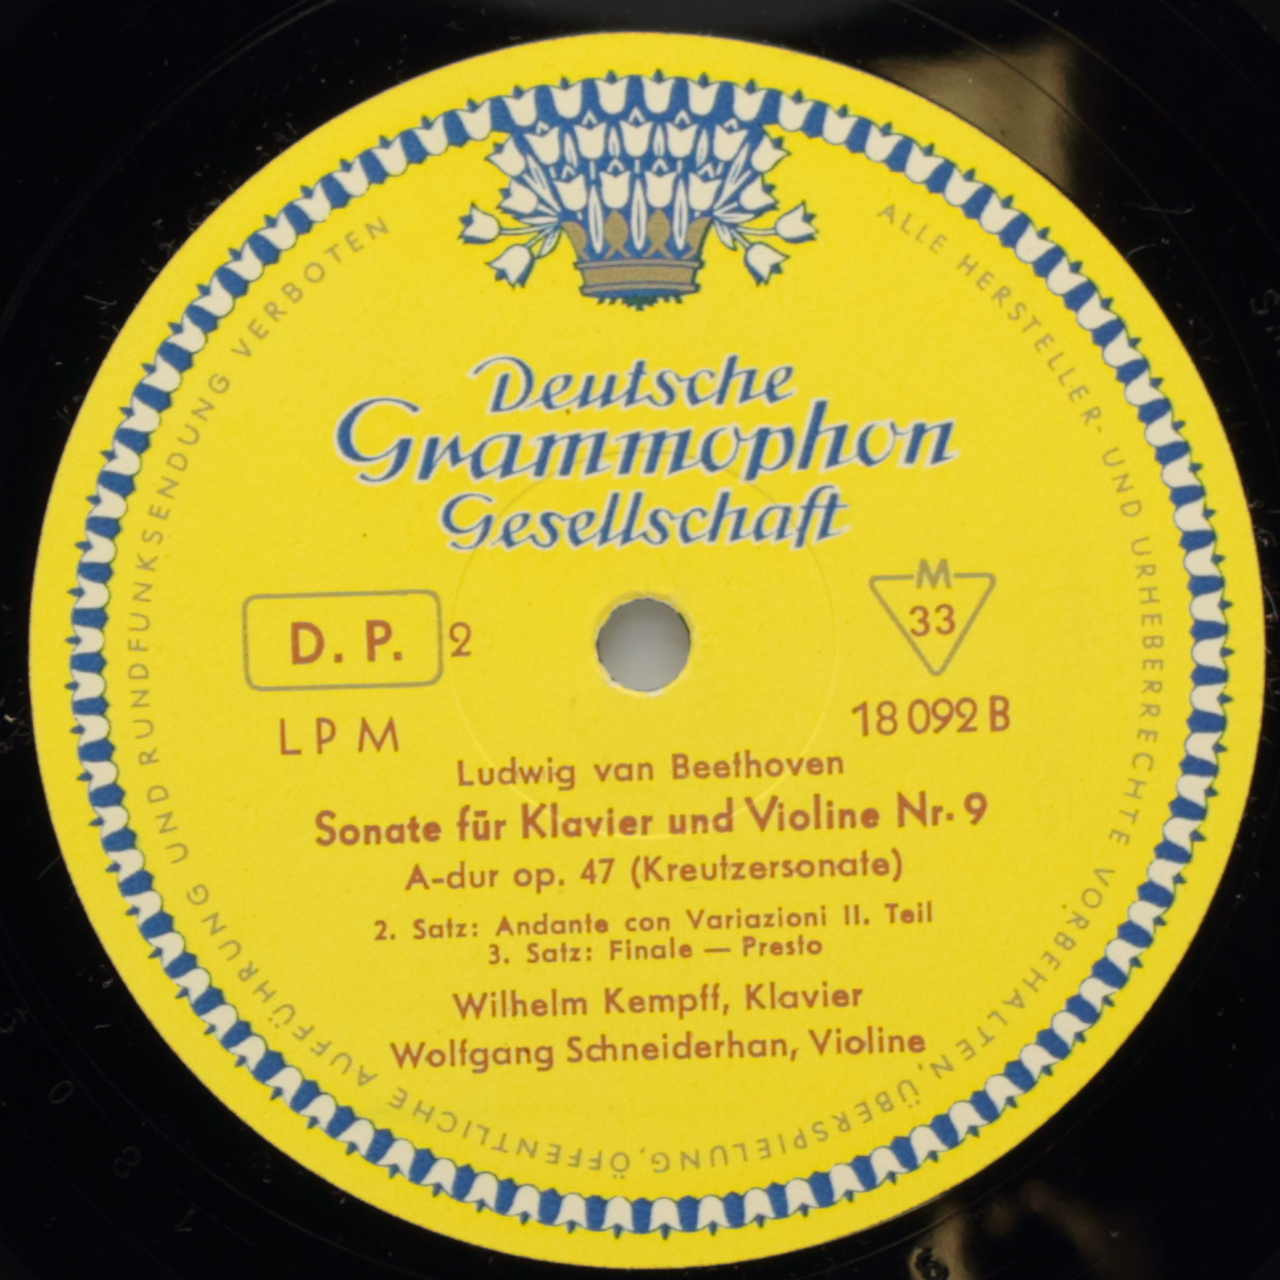 Deutsche
Grammophon
Gesellschaft
D. P. 2
M
33
LPM
18 092 B
Ludwig van Beethoven
Sonate für Klavier und Violine Nr. 9
A-dur op. 47 (Kreutzersonate)
2. Satz: Andante con Variazioni II. Teil
3. Satz: Finale — Presto
Wilhelm Kempff, Klavier
Wolfgang Schneiderhan, Violine
ALLE HERSTELLER- UND URHEBERRECHTE VORBEHALTEN, ÜBERSPIELUNG, ÖFFENTLICHE AUFFÜHRUNG UND RUNDFUNKSENDUNG VERBOTEN